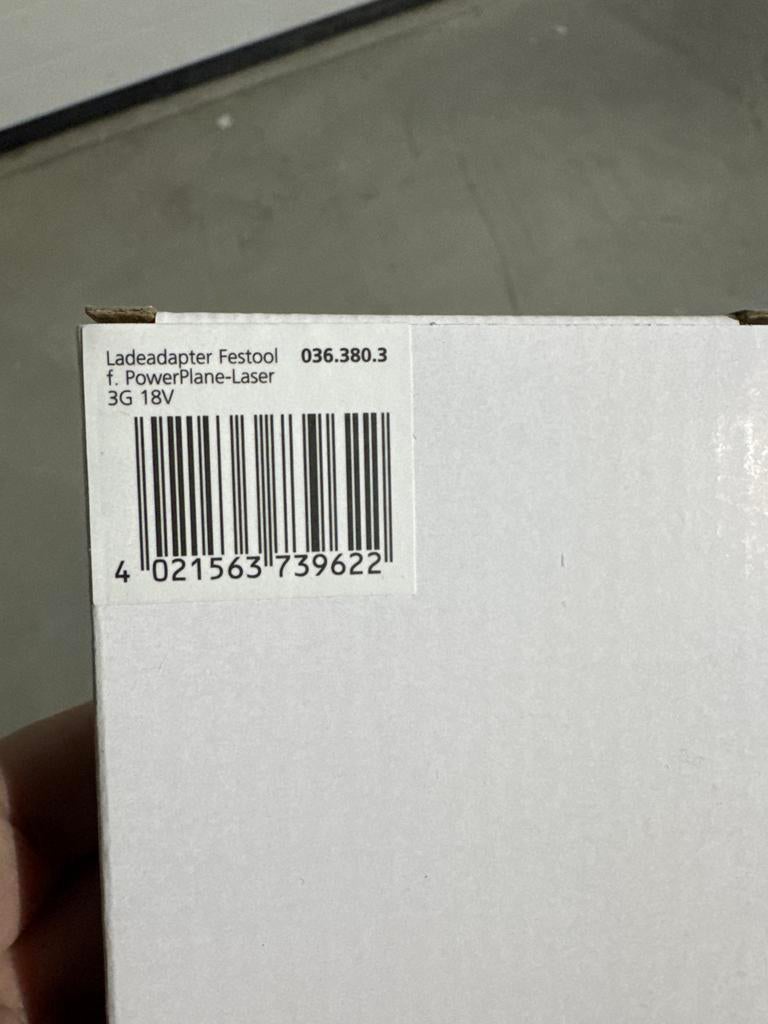 Ladeadapter Festool 036.380.3
f. PowerPlane-Laser
3G 18V
4 021563 739622